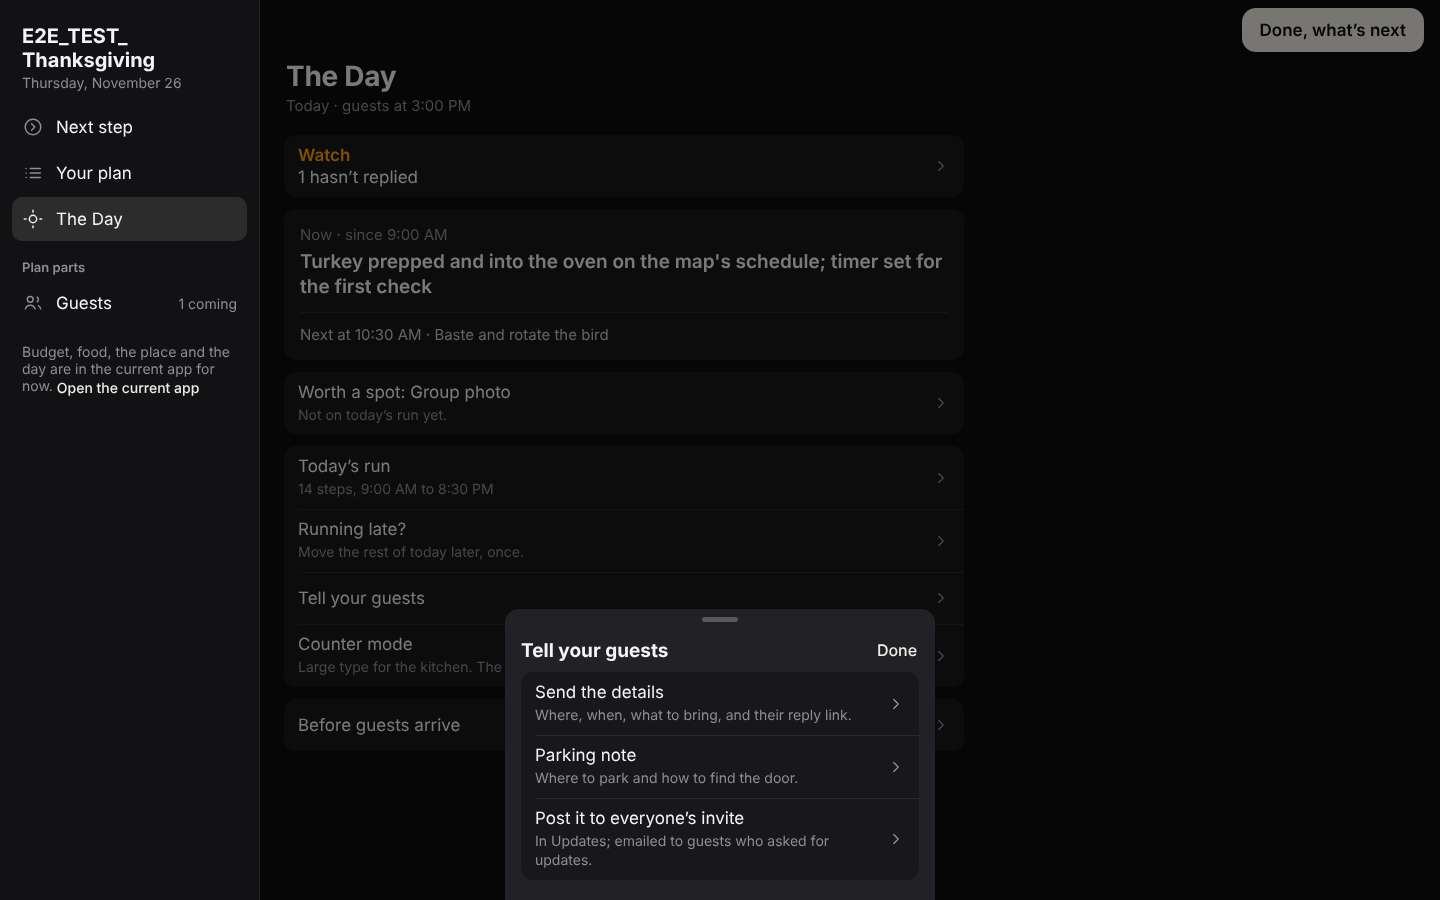 E2E_TEST_
Thanksgiving
Thursday, November 26
Next step
Your plan
The Day
Plan parts
Guests
1 coming
Budget, food, the place and the
day are in the current app for
now. Open the current app
Done, what’s next
The Day
Today · guests at 3:00 PM
Watch
1 hasn’t replied
Now · since 9:00 AM
Turkey prepped and into the oven on the map's schedule; timer set for
the first check
Next at 10:30 AM · Baste and rotate the bird
Worth a spot: Group photo
Not on today’s run yet.
Today’s run
14 steps, 9:00 AM to 8:30 PM
Running late?
Move the rest of today later, once.
Tell your guests
Counter mode
Large type for the kitchen. The
Before guests arrive
Tell your guests
Done
Send the details
Where, when, what to bring, and their reply link.
Parking note
Where to park and how to find the door.
Post it to everyone’s invite
In Updates; emailed to guests who asked for
updates.